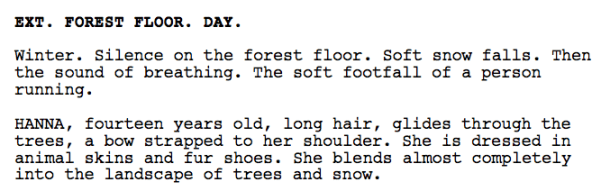 EXT. FOREST FLOOR. DAY.
Winter. Silence on the forest floor. Soft snow falls. Then
the sound of breathing. The soft footfall of a person
running.
HANNA, fourteen years old, long hair, glides through the
trees, a bow strapped to her shoulder. She is dressed in
animal skins and fur shoes. She blends almost completely
into the landscape of trees and snow.